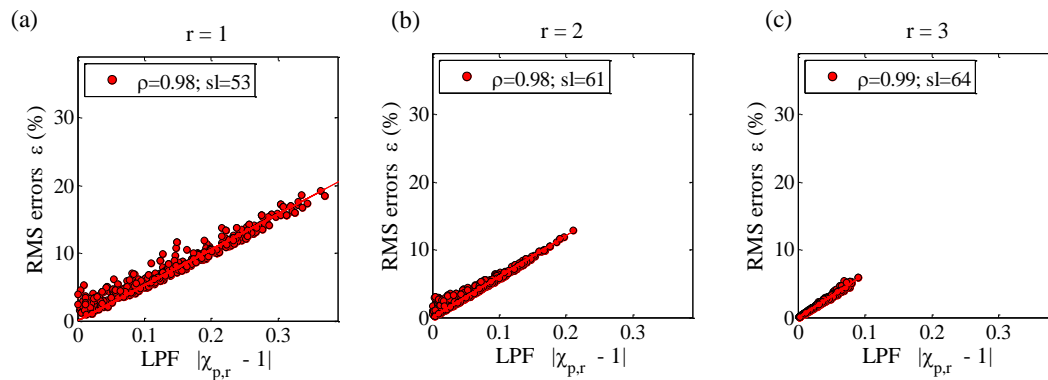 (a)
r = 1
ρ=0.98; sl=53
RMS errors ε (%)
30
20
10
0
0 0.1 0.2 0.3
LPF |χp,r - 1|
(b)
r = 2
ρ=0.98; sl=61
RMS errors ε (%)
30
20
10
0
0 0.1 0.2 0.3
LPF |χp,r - 1|
(c)
r = 3
ρ=0.99; sl=64
RMS errors ε (%)
30
20
10
0
0 0.1 0.2 0.3
LPF |χp,r - 1|